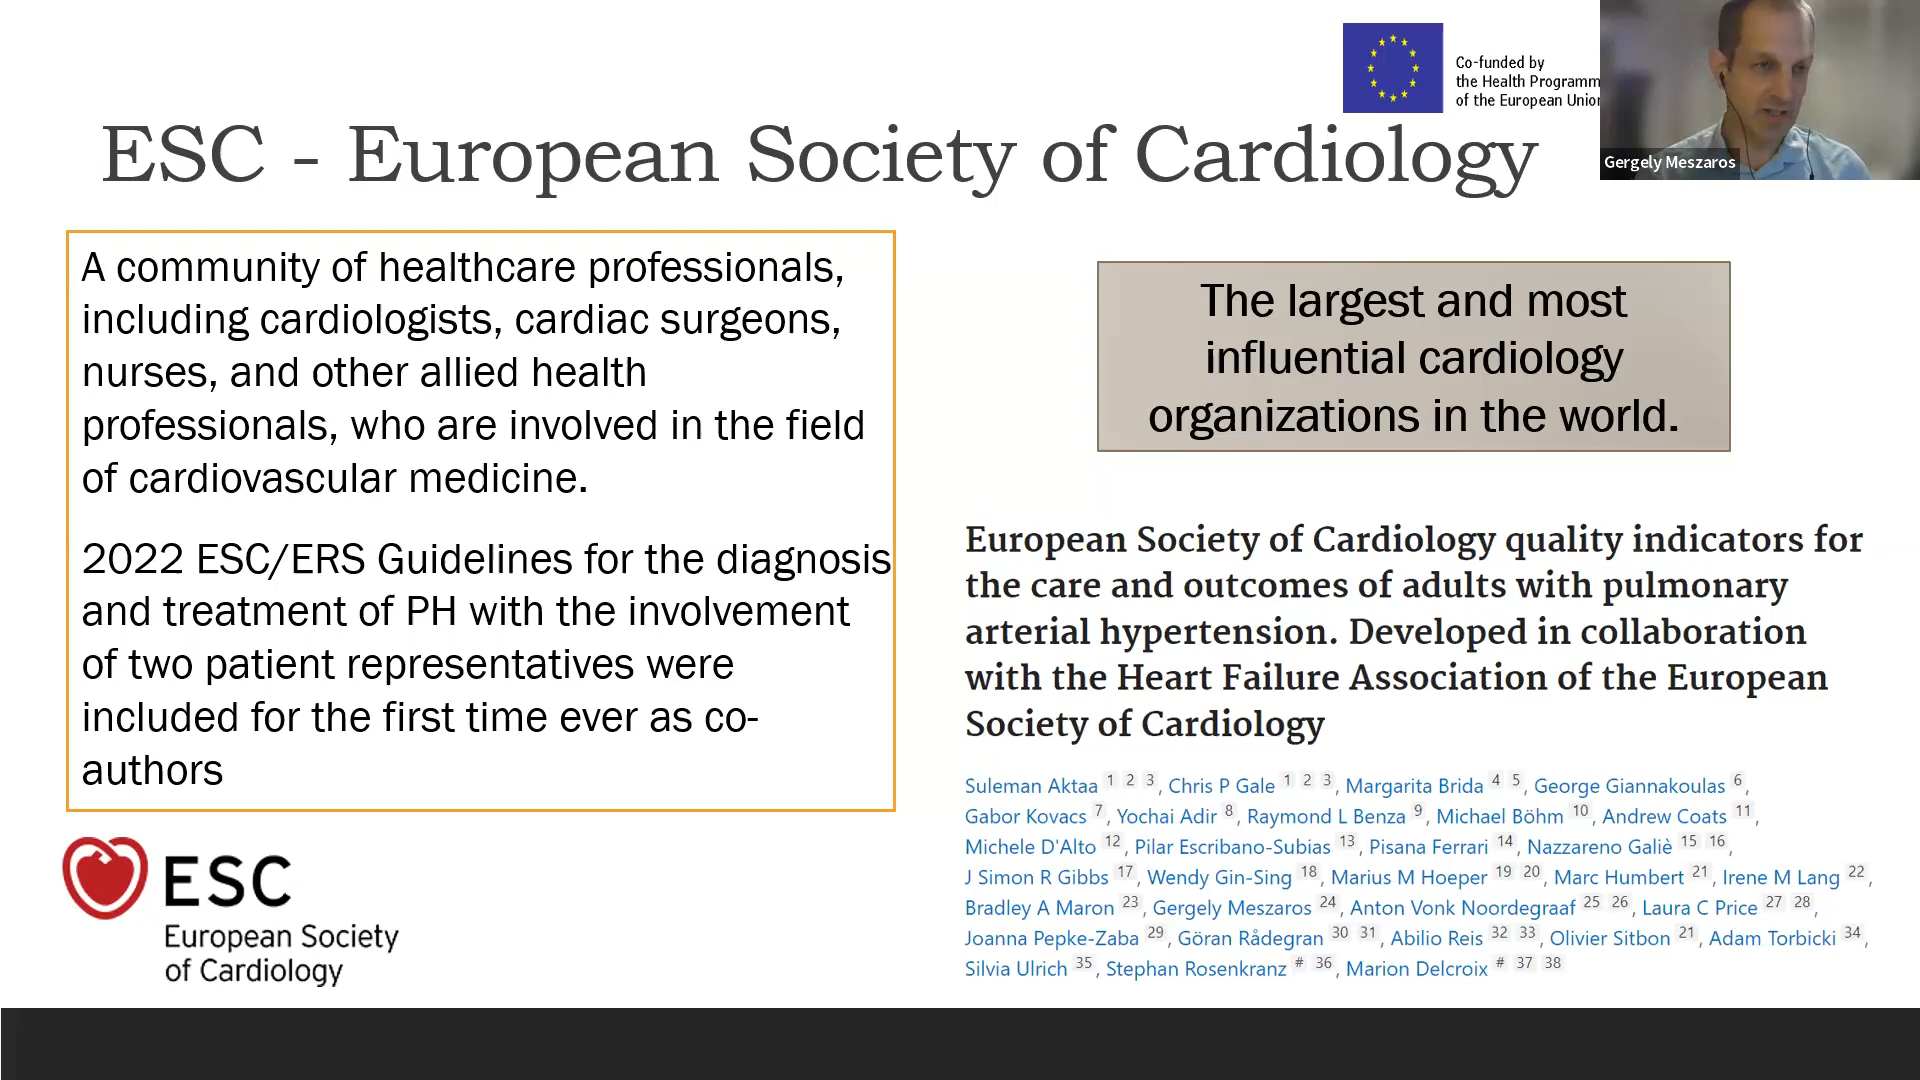 Co-funded by
the Health Programm
of the European Union
Gergely Meszaros
ESC - European Society of Cardiology
A community of healthcare professionals,
including cardiologists, cardiac surgeons,
nurses, and other allied health
professionals, who are involved in the field
of cardiovascular medicine.
2022 ESC/ERS Guidelines for the diagnosis
and treatment of PH with the involvement
of two patient representatives were
included for the first time ever as co-
authors
ESC
European Society
of Cardiology
The largest and most
influential cardiology
organizations in the world.
European Society of Cardiology quality indicators for
the care and outcomes of adults with pulmonary
arterial hypertension. Developed in collaboration
with the Heart Failure Association of the European
Society of Cardiology
Suleman Aktaa 1 2 3, Chris P Gale 1 2 3, Margarita Brida 4 5, George Giannakoulas 6,
Gabor Kovacs 7, Yochai Adir 8, Raymond L Benza 9, Michael Böhm 10, Andrew Coats 11,
Michele D'Alto 12, Pilar Escribano-Subias 13, Pisana Ferrari 14, Nazzareno Galiè 15 16,
J Simon R Gibbs 17, Wendy Gin-Sing 18, Marius M Hoeper 19 20, Marc Humbert 21, Irene M Lang 22,
Bradley A Maron 23, Gergely Meszaros 24, Anton Vonk Noordegraaf 25 26, Laura C Price 27 28,
Joanna Pepke-Zaba 29, Göran Rådegran 30 31, Abilio Reis 32 33, Olivier Sitbon 21, Adam Torbicki 34,
Silvia Ulrich 35, Stephan Rosenkranz # 36, Marion Delcroix # 37 38